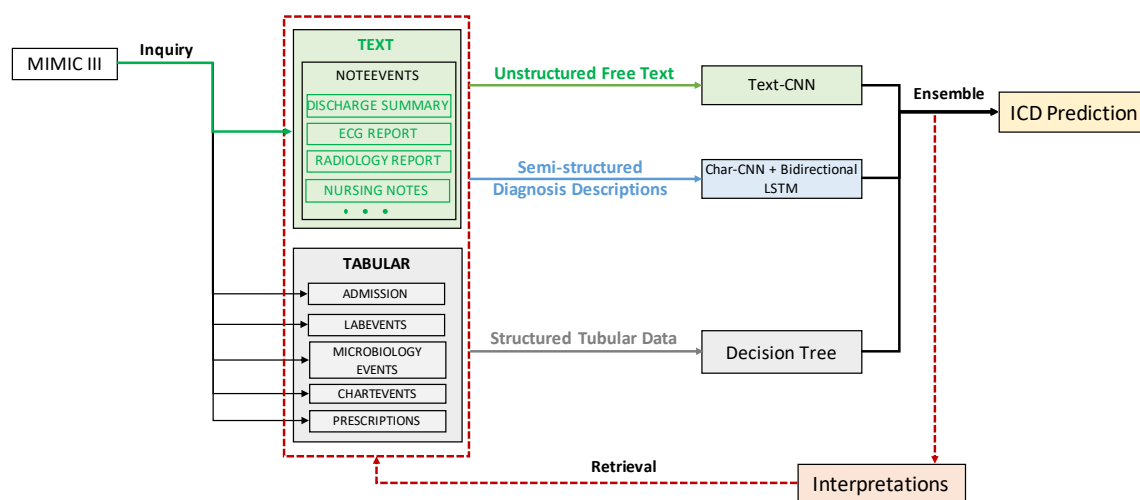 MIMIC III
Inquiry
TEXT
NOTEEVENTS
DISCHARGE SUMMARY
ECG REPORT
RADIOLOGY REPORT
NURSING NOTES
• • •
TABULAR
ADMISSION
LABEVENTS
MICROBIOLOGY
EVENTS
CHARTEVENTS
PRESCRIPTIONS
Unstructured Free Text
Semi-structured
Diagnosis Descriptions
Structured Tubular Data
Text-CNN
Char-CNN + Bidirectional
LSTM
Decision Tree
Ensemble
ICD Prediction
Retrieval
Interpretations